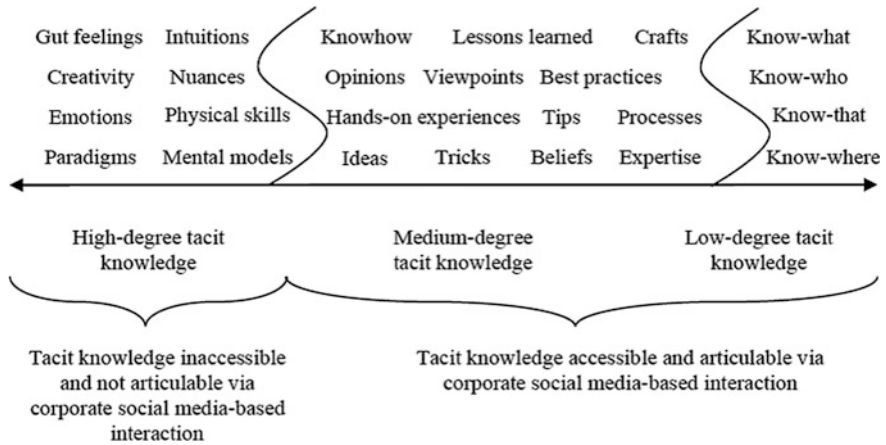 Gut feelings Intuitions Knowhow Lessons learned Crafts Know-what
Creativity Nuances Opinions Viewpoints Best practices Know-who
Emotions Physical skills Hands-on experiences Tips Processes Know-that
Paradigms Mental models Ideas Tricks Beliefs Expertise Know-where
High-degree tacit
knowledge
Medium-degree
tacit knowledge
Low-degree tacit
knowledge
Tacit knowledge inaccessible
and not articulable via
corporate social media-based
interaction
Tacit knowledge accessible and articulable via
corporate social media-based interaction